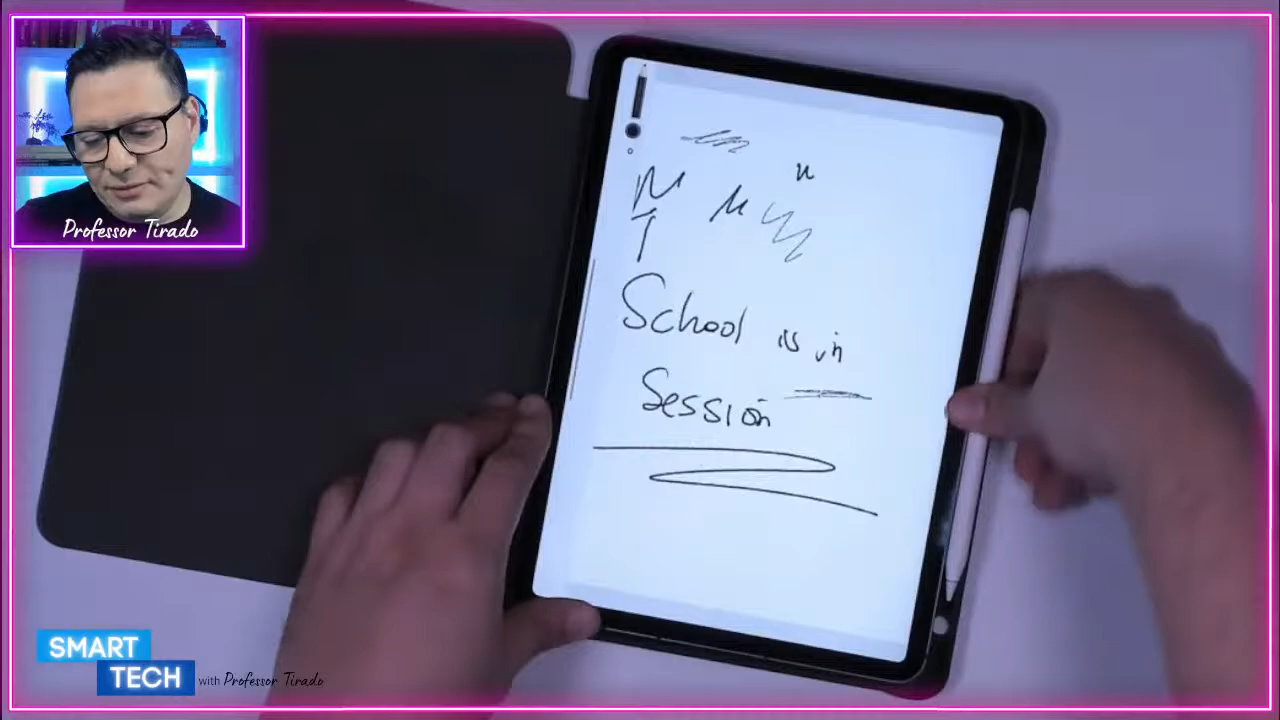 Professor Tirado
School is in
Session
SMART
TECH
with Professor Tirado